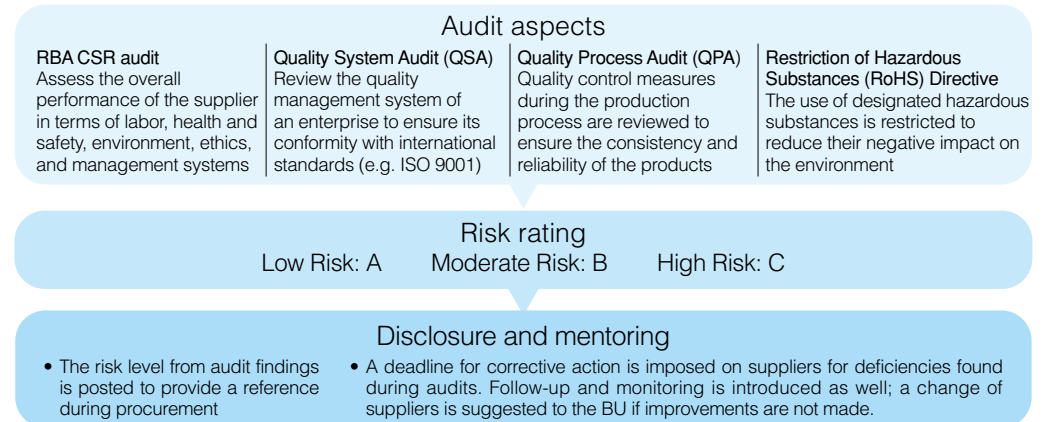 Audit aspects
RBA CSR audit
Assess the overall
performance of the supplier
in terms of labor, health and
safety, environment, ethics,
and management systems
Quality System Audit (QSA)
Review the quality
management system of
an enterprise to ensure its
conformity with international
standards (e.g. ISO 9001)
Quality Process Audit (QPA)
Quality control measures
during the production
process are reviewed to
ensure the consistency and
reliability of the products
Restriction of Hazardous
Substances (RoHS) Directive
The use of designated hazardous
substances is restricted to
reduce their negative impact on
the environment
Risk rating
Low Risk: A Moderate Risk: B High Risk: C
Disclosure and mentoring
• The risk level from audit findings
is posted to provide a reference
during procurement
• A deadline for corrective action is imposed on suppliers for deficiencies found
during audits. Follow-up and monitoring is introduced as well; a change of
suppliers is suggested to the BU if improvements are not made.